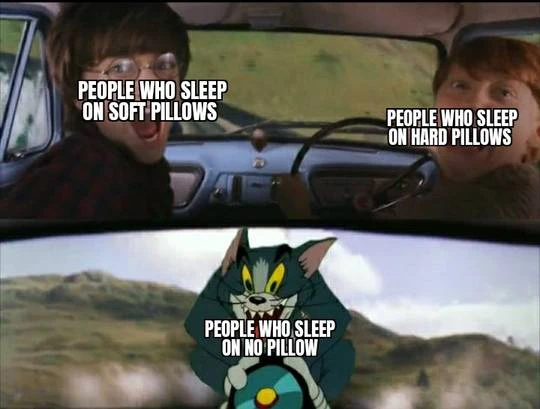 PEOPLE WHO SLEEP
ON SOFT PILLOWS
PEOPLE WHO SLEEP
ON HARD PILLOWS
PEOPLE WHO SLEEP
ON NO PILLOW